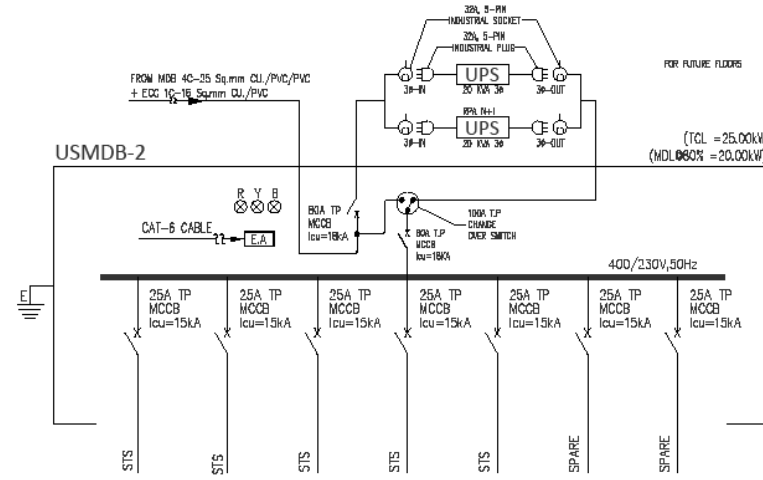 32A, 5-PIN
INDUSTRIAL SOCKET
32A, 5-PIN
INDUSTRIAL PLUG
FOR FUTURE FLOORS
FROM MDB 4C-35 Sq.mm CU./PVC/PVC
+ ECC 1C-16 Sq.mm CU./PVC
UPS
3ø-IN
20 KVA 3ø
3ø-OUT
RPA N+1
UPS
3ø-IN
20 KVA 3ø
3ø-OUT
(TCL =25.00kW
(MDL@80% =20.00kW)
USMDB-2
R Y B
CAT-6 CABLE
E.A
80A TP
MCCB
Icu=18kA
100A T.P
CHANGE
OVER SWITCH
80A T.P
MCCB
Icu=18kA
400/230V,50Hz
E
25A TP
MCCB
Icu=15kA
25A TP
MCCB
Icu=15kA
25A TP
MCCB
Icu=15kA
25A TP
MCCB
Icu=15kA
25A TP
MCCB
Icu=15kA
25A TP
MCCB
Icu=15kA
25A TP
MCCB
Icu=15kA
STS
STS
STS
STS
STS
SPARE
SPARE